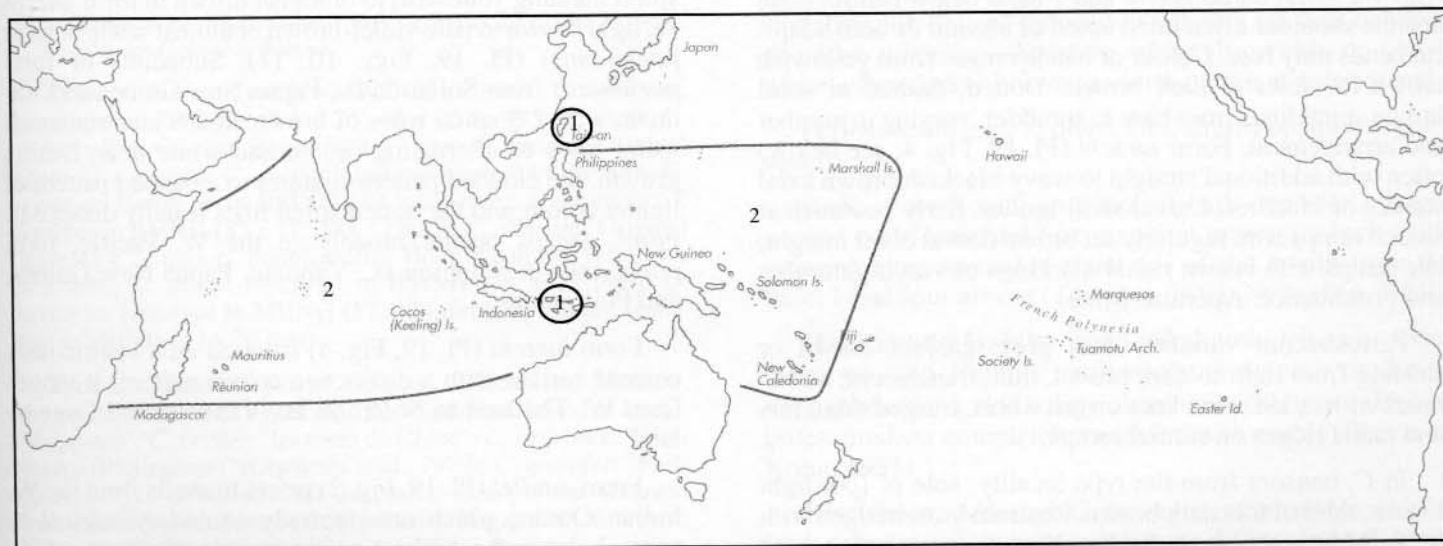 Japan
1
Taiwan
Philippines
Hawaii
Marshall Is.
2
New Guinea
Solomon Is.
2
Marquesas
French Polynesia
Cocos
(Keeling) Is.
Indonesia
1
Fiji
Tuamotu Arch.
Society Is.
Mauritius
Réunion
New
Caledonia
Madagascar
Easter Id.